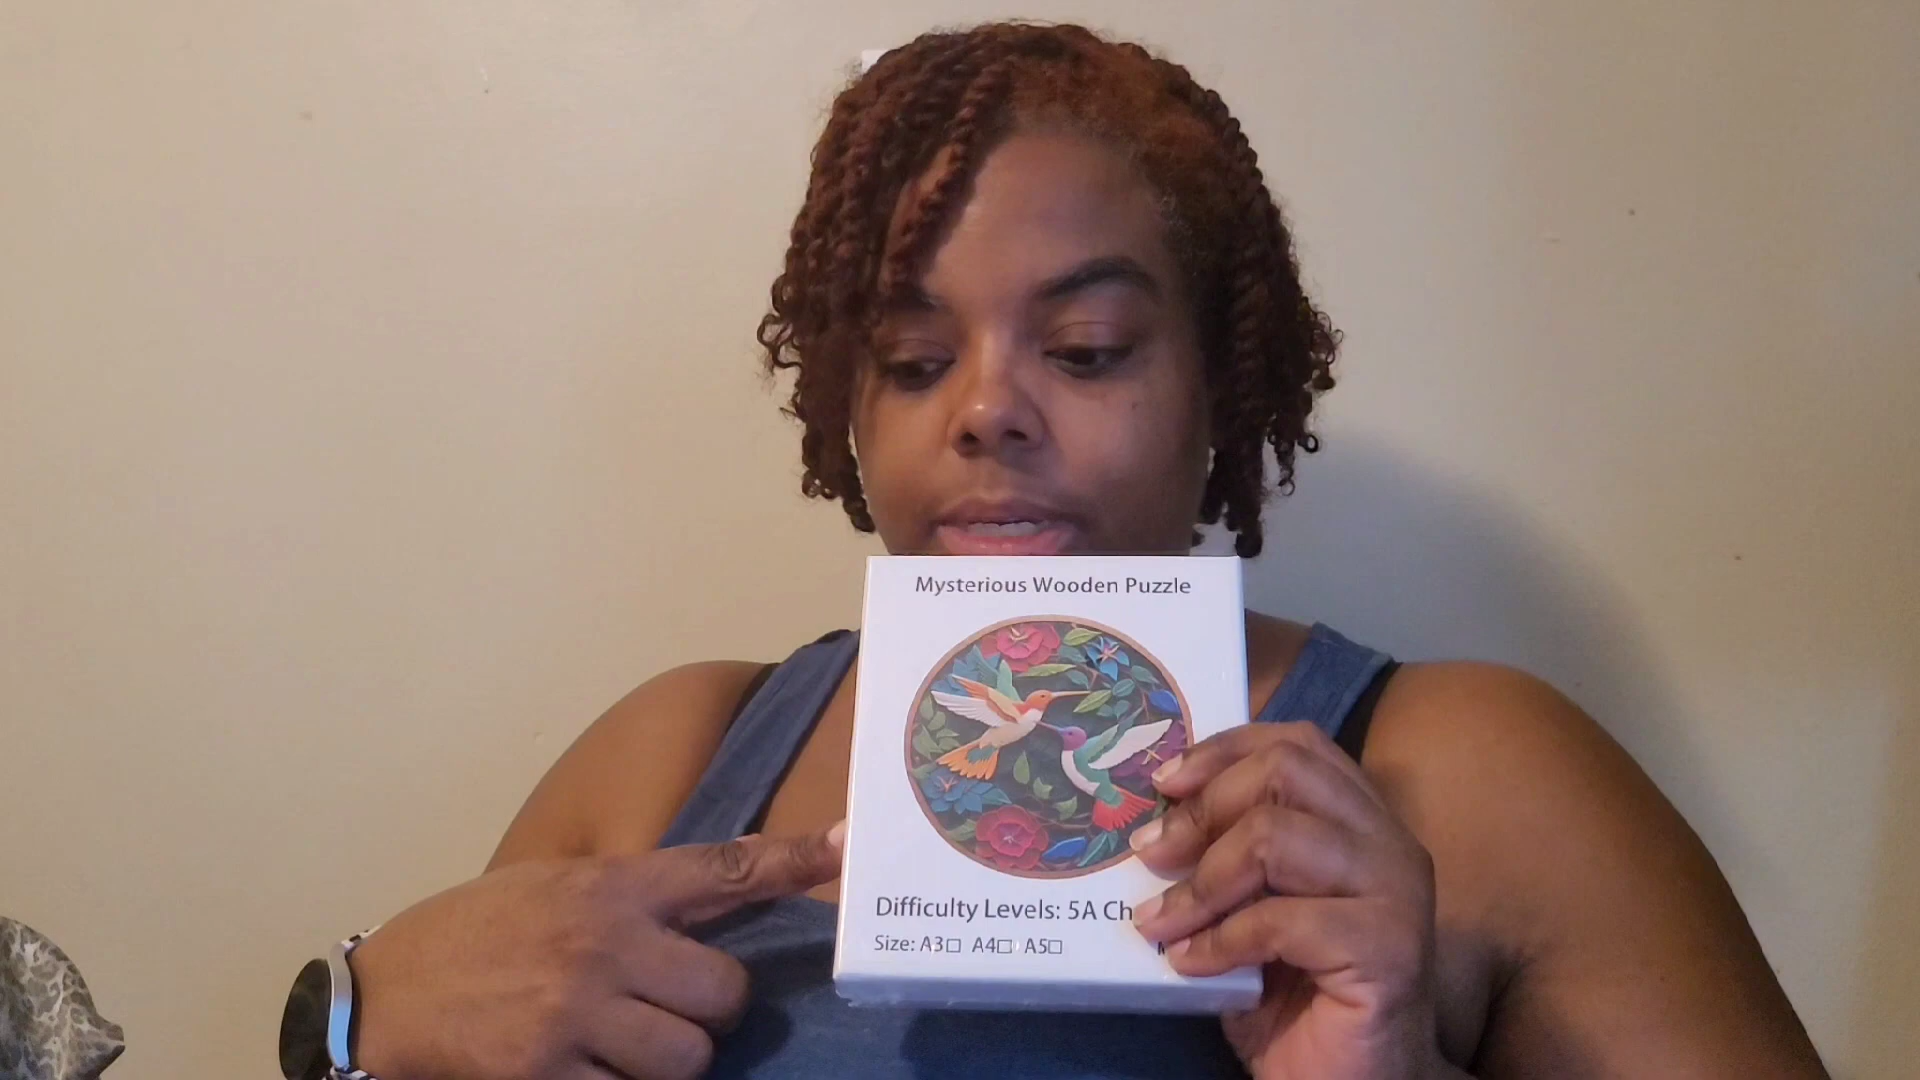 Mysterious Wooden Puzzle
Difficulty Levels: 5A
Size: A3☐ A4☐ A5☐